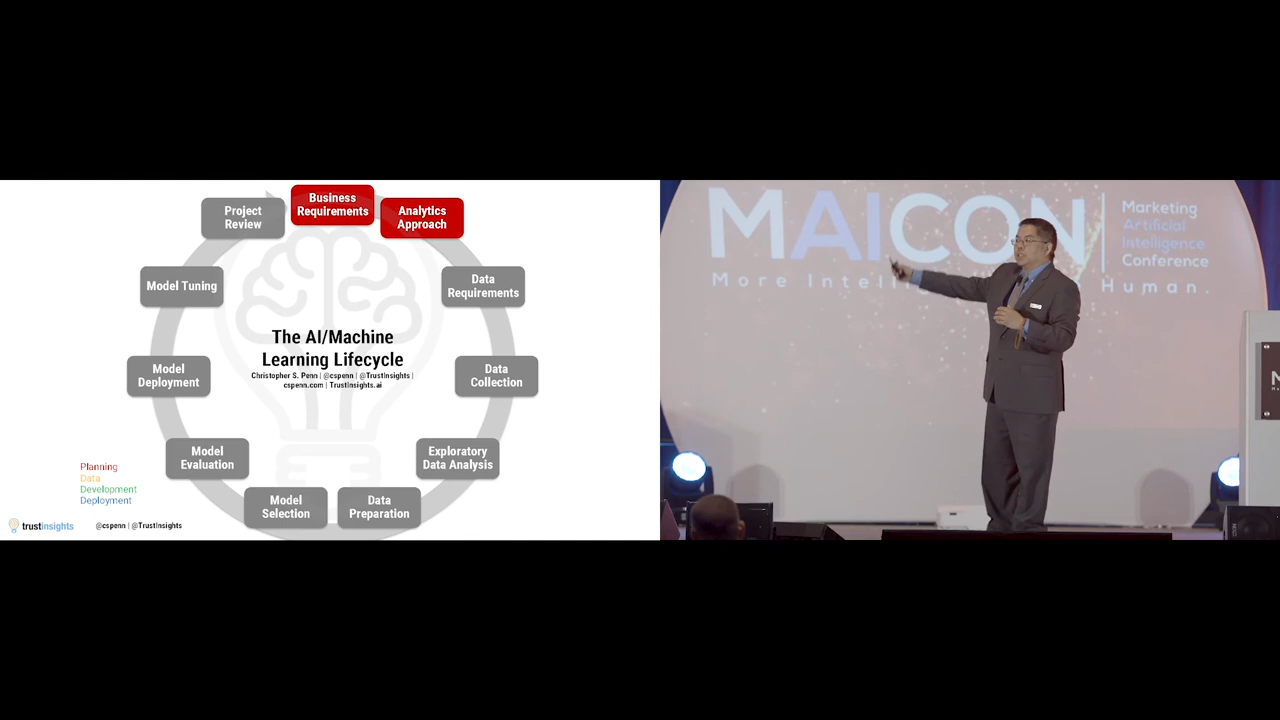 Business
Requirements
Project
Review
Analytics
Approach
Model Tuning
Data
Requirements
The AI/Machine
Learning Lifecycle
Christopher S. Penn | @cspenn | @TrustInsights |
cspenn.com | TrustInsights.ai
Model
Deployment
Data
Collection
Model
Evaluation
Exploratory
Data Analysis
Model
Selection
Data
Preparation
Planning
Data
Development
Deployment
trustinsights
@cspenn | @TrustInsights
MAICON
Marketing
Artificial
Intelligence
Conference
More Human.